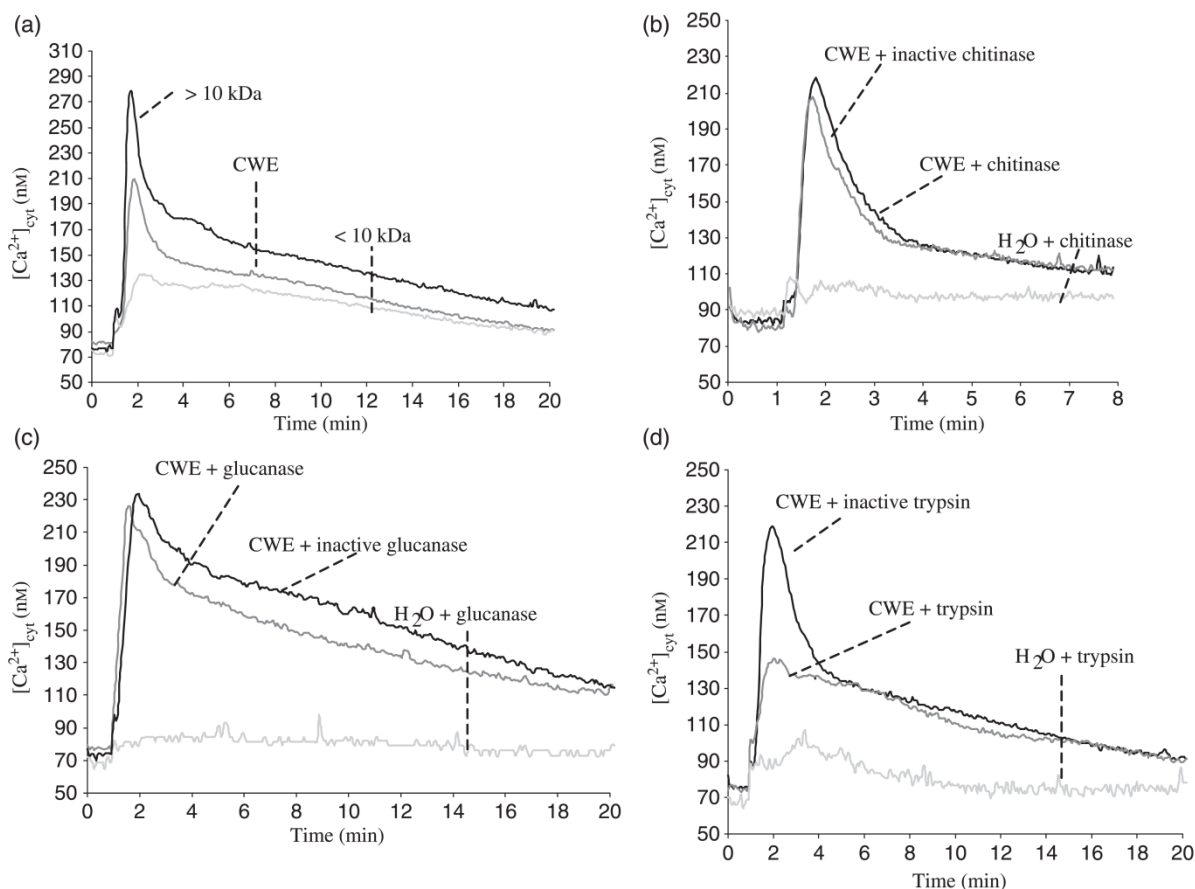 (a)
310
290
270
250
230
210
190
170
150
130
110
90
70
50
[Ca2+]cyt (nM)
> 10 kDa
CWE
< 10 kDa
0 2 4 6 8 10 12 14 16 18 20
Time (min)
(b)
250
230
210
190
170
150
130
110
90
70
50
[Ca2+]cyt (nM)
CWE + inactive chitinase
CWE + chitinase
H2O + chitinase
0 1 2 3 4 5 6 7 8
Time (min)
(c)
250
230
210
190
170
150
130
110
90
70
50
[Ca2+]cyt (nM)
CWE + glucanase
CWE + inactive glucanase
H2O + glucanase
0 2 4 6 8 10 12 14 16 18 20
Time (min)
(d)
250
230
210
190
170
150
130
110
90
70
50
[Ca2+]cyt (nM)
CWE + inactive trypsin
CWE + trypsin
H2O + trypsin
0 2 4 6 8 10 12 14 16 18 20
Time (min)